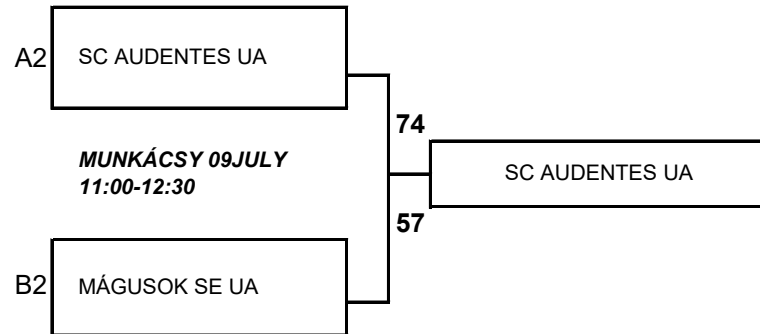 A2
SC AUDENTES UA
74
MUNKÁCSY 09JULY
11:00-12:30
SC AUDENTES UA
57
B2
MÁGUSOK SE UA